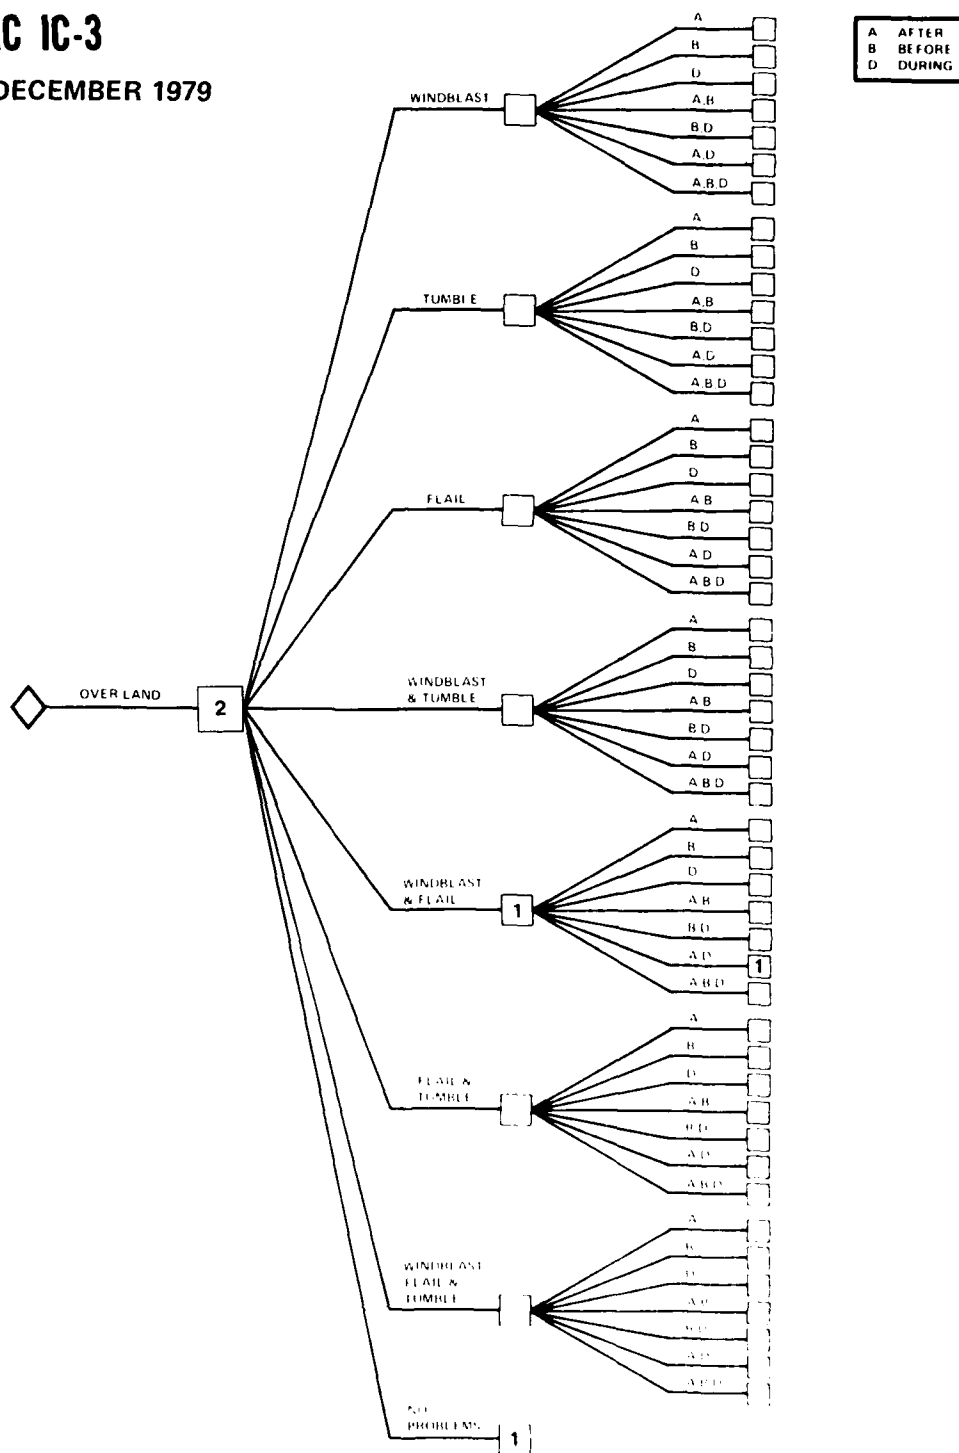 IC-3
DECEMBER 1979
A AFTER
B BEFORE
D DURING
WINDBLAST
A
B
D
A,B
B,D
A,D
A,B,D
TUMBLE
A
B
D
A,B
B,D
A,D
A,B,D
FLAIL
A
B
D
A B
B D
A D
A B D
OVER LAND
2
WINDBLAST
& TUMBLE
A
B
D
A B
B D
A D
A B D
WINDBLAST
& FLAIL
1
A
B
D
A B
B D
A D
1
A B D
FLAIL &
TUMBLE
A
B
D
A B
B D
A D
A B D
WINDBLAST
FLAIL &
TUMBLE
A
B
D
A B
B D
A D
A B D
NO
PROBLEMS
1